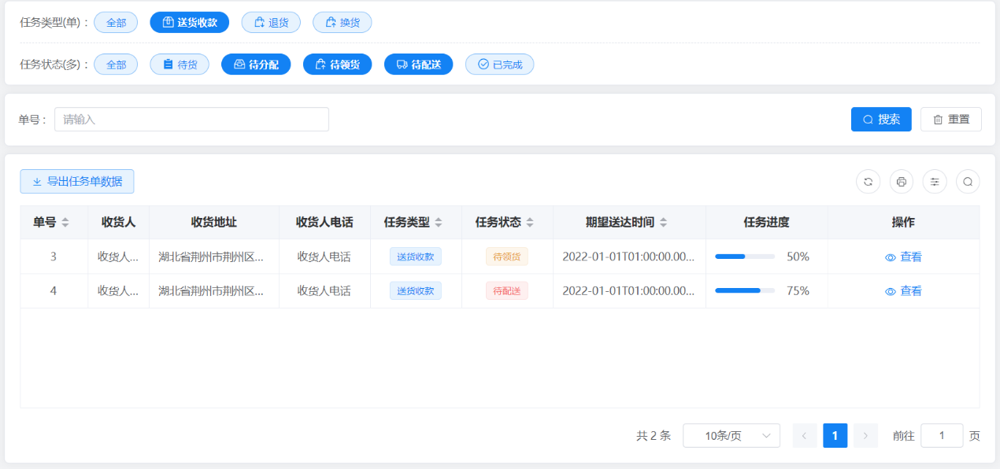 任务类型(单) : 全部 送货收款 退货 换货
任务状态(多) : 全部 待货 待分配 待领货 待配送 已完成
单号 : 请输入 搜索 重置
导出任务单数据
单号 收货人 收货地址 收货人电话 任务类型 任务状态 期望送达时间 任务进度 操作
3 收货人... 湖北省荆州市荆州区... 收货人电话 送货收款 待领货 2022-01-01T01:00:00.00... 50% 查看
4 收货人... 湖北省荆州市荆州区... 收货人电话 送货收款 待配送 2022-01-01T01:00:00.00... 75% 查看
共 2 条 10条/页 1 前往 1 页